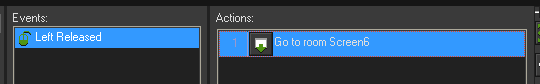 Events:
Actions:
Left Released
1 Go to room Screen6